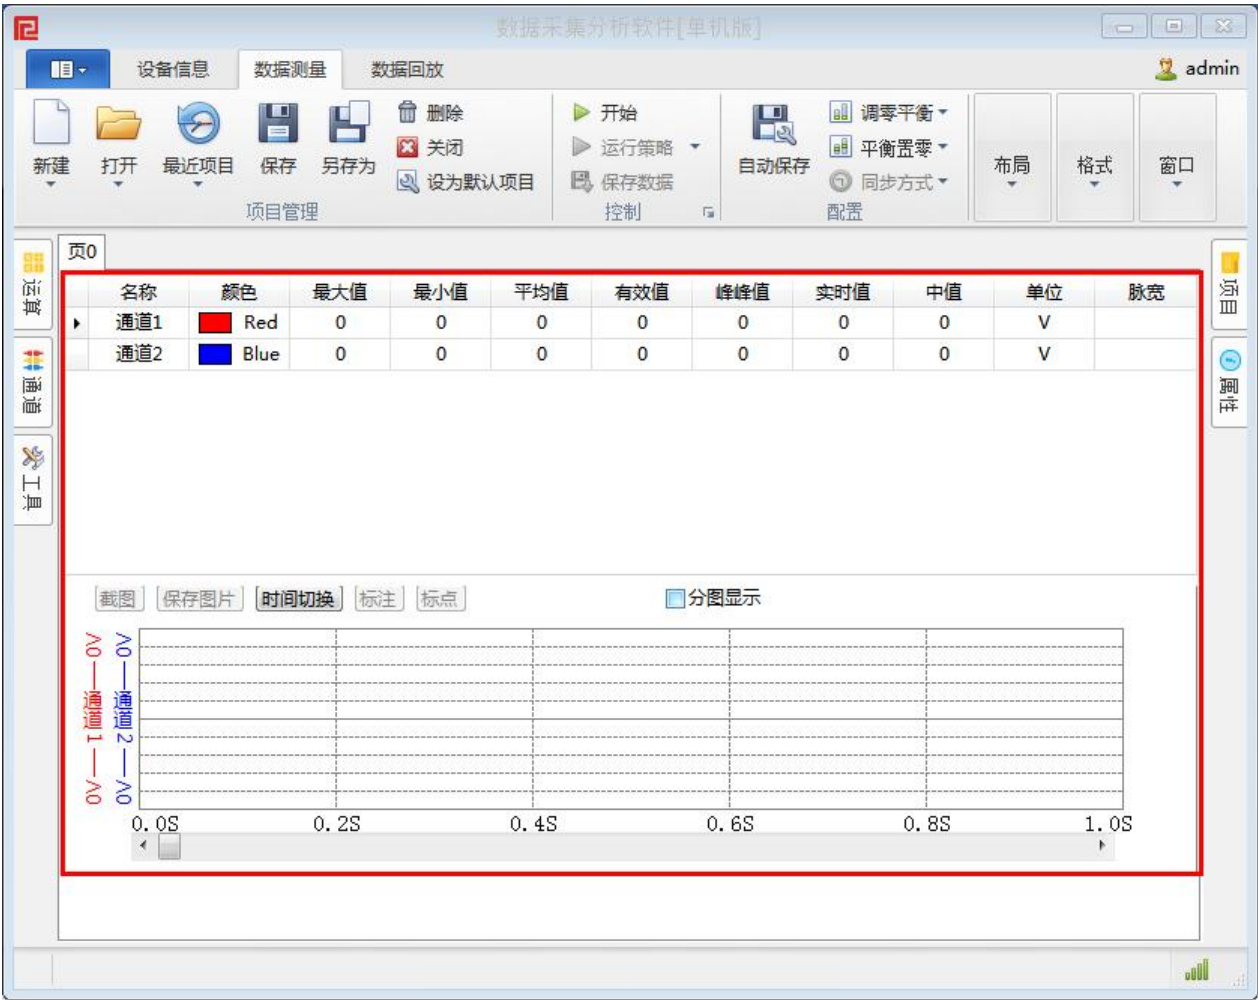 数据采集分析软件[单机版]
设备信息 数据测量 数据回放 admin
新建 打开 最近项目 保存 另存为 删除 关闭 设为默认项目
项目管理
开始 运行策略 保存数据
控制
自动保存 调零平衡 平衡置零 同步方式
配置
布局 格式 窗口
运算
通道
工具
页0
名称 颜色 最大值 最小值 平均值 有效值 峰峰值 实时值 中值 单位 脉宽
通道1 Red 0 0 0 0 0 0 0 V
通道2 Blue 0 0 0 0 0 0 0 V
截图 保存图片 时间切换 标注 标点 分图显示
0V——通道1——0V
0V——通道2——0V
0.0S 0.2S 0.4S 0.6S 0.8S 1.0S
项目
属性